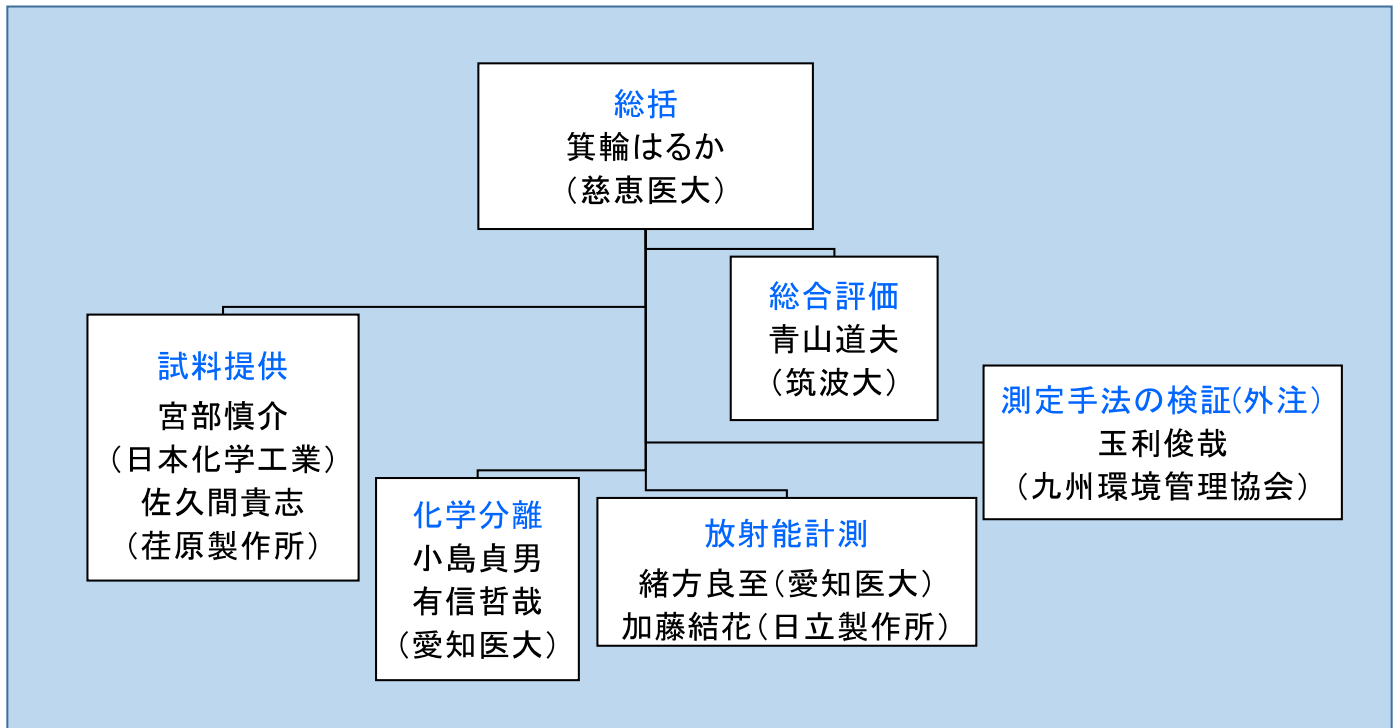 総括
箕輪はるか
（慈恵医大）
総合評価
青山道夫
（筑波大）
試料提供
宮部慎介
（日本化学工業）
佐久間貴志
（荏原製作所）
測定手法の検証(外注)
玉利俊哉
（九州環境管理協会）
化学分離
小島貞男
有信哲哉
（愛知医大）
放射能計測
緒方良至（愛知医大）
加藤結花（日立製作所）